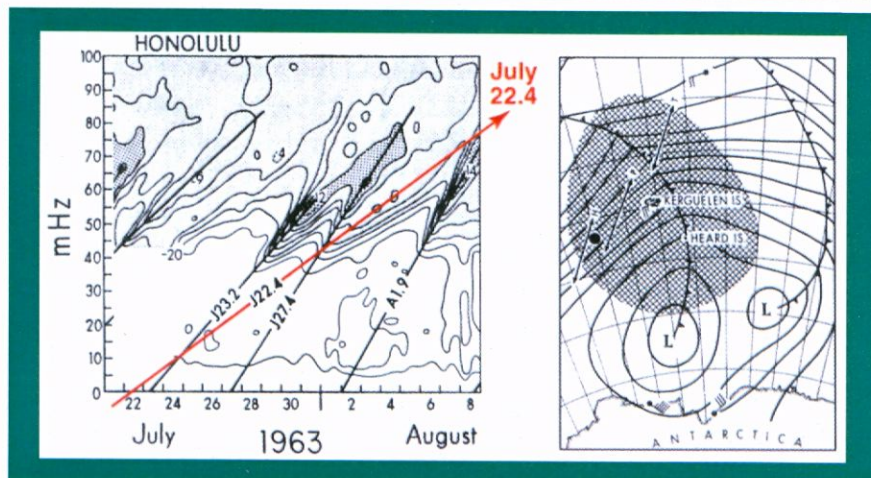 HONOLULU
100
90
80
70
60
50
40
30
20
10
0
mHz
-20
J23.2
J22.4
J27.4
A1.9
22 24 26 28 30 2 4 6 8
July 1963 August
July
22.4
KERGUELEN IS
HEARD IS
L
L
ANTARCTICA